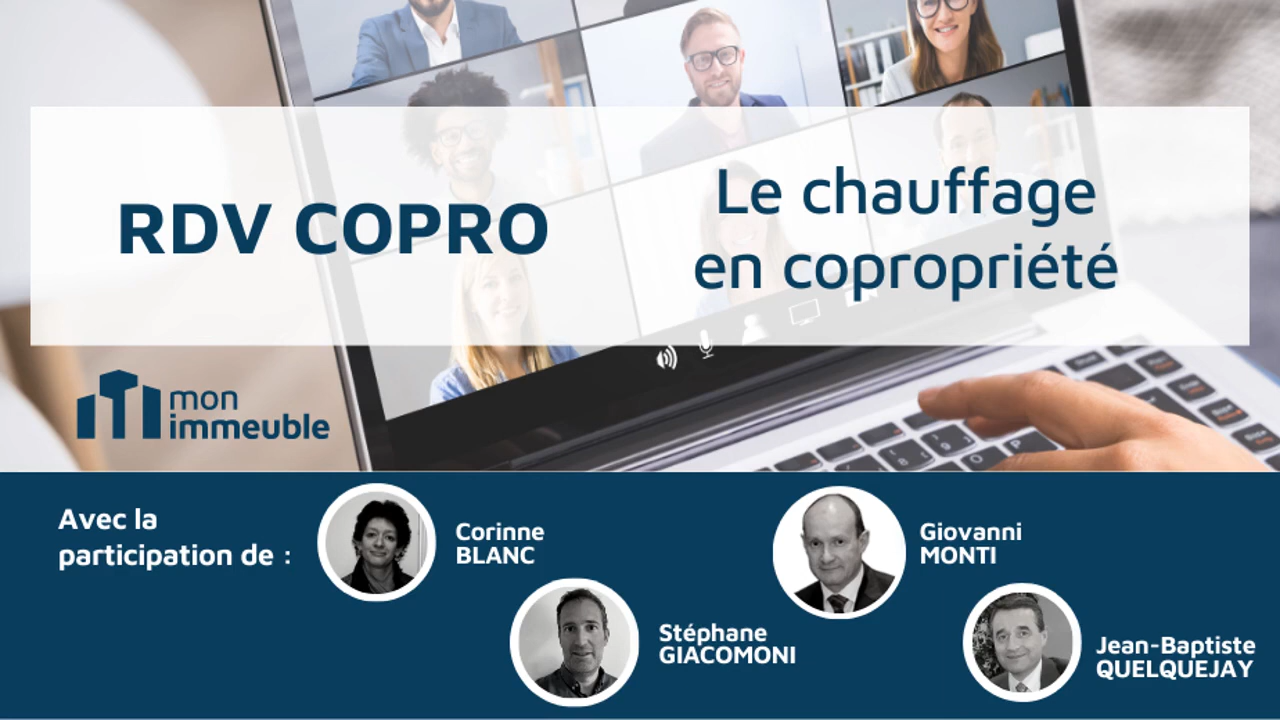 RDV COPRO
Le chauffage
en copropriété
mon
immeuble
Avec la
participation de :
Corinne
BLANC
Stéphane
GIACOMONI
Giovanni
MONTI
Jean-Baptiste
QUELQUEJAY